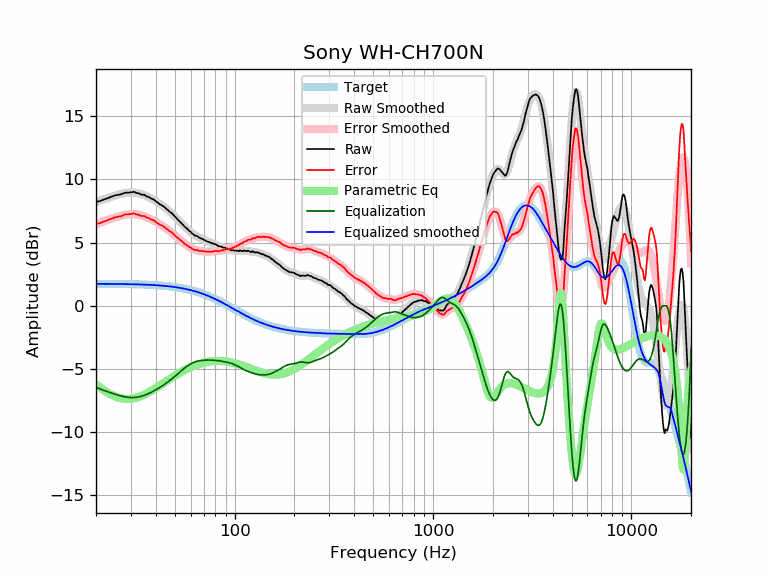 Sony WH-CH700N
Target
Raw Smoothed
Error Smoothed
Raw
Error
Parametric Eq
Equalization
Equalized smoothed
Amplitude (dBr)
15
10
5
0
−5
−10
−15
100
1000
10000
Frequency (Hz)